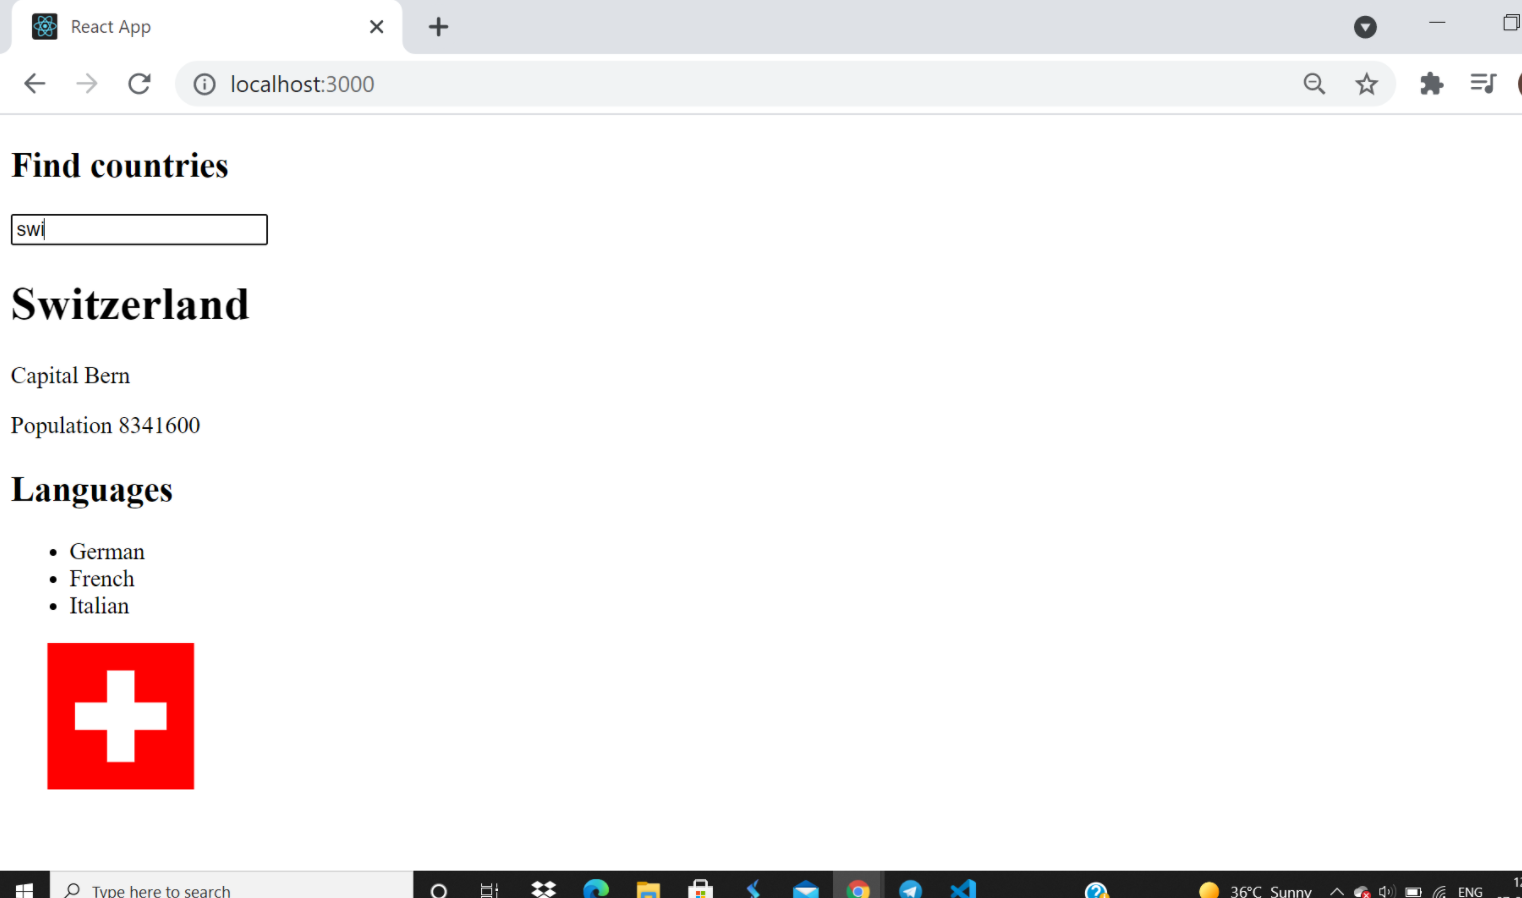 React App
localhost:3000
Find countries
swi
Switzerland
Capital Bern
Population 8341600
Languages
German
French
Italian
Type here to search
36°C Sunny
ENG